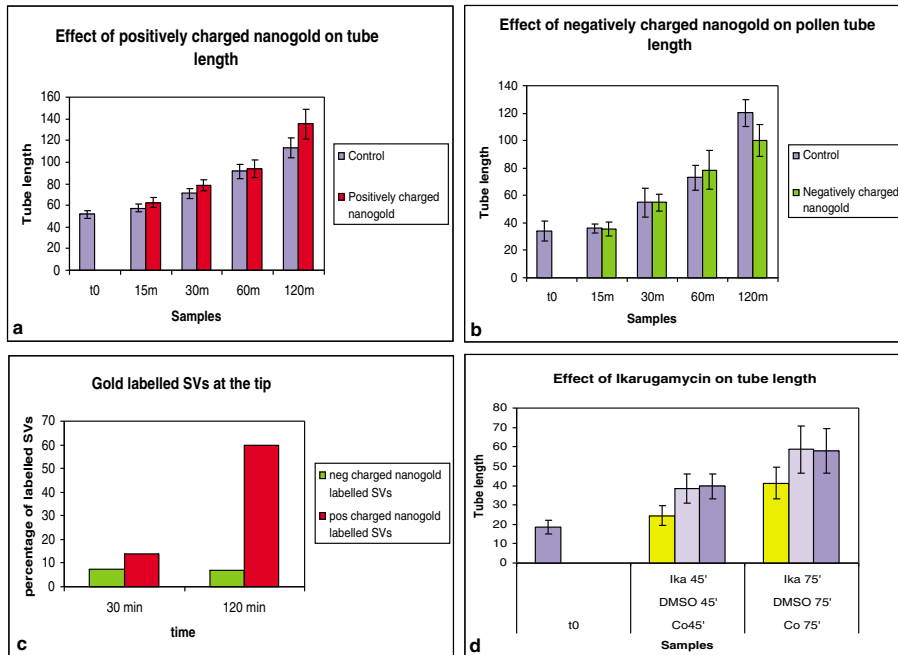 Effect of positively charged nanogold on tube
length
160
140
120
100
80
60
40
20
0
Tube length
t0 15m 30m 60m 120m
Samples
Control
Positively charged
nanogold
a
Effect of negatively charged nanogold on pollen tube
length
140
120
100
80
60
40
20
0
Tube length
t0 15m 30m 60m 120m
Samples
Control
Negatively charged
nanogold
b
Gold labelled SVs at the tip
70
60
50
40
30
20
10
0
percentage of labelled SVs
30 min 120 min
time
neg charged nanogold
labelled SVs
pos charged nanogold
labelled SVs
c
Effect of Ikarugamycin on tube length
80
70
60
50
40
30
20
10
0
Tube length
Ika 45' Ika 75'
DMSO 45' DMSO 75'
t0 Co45' Co 75'
Samples
d